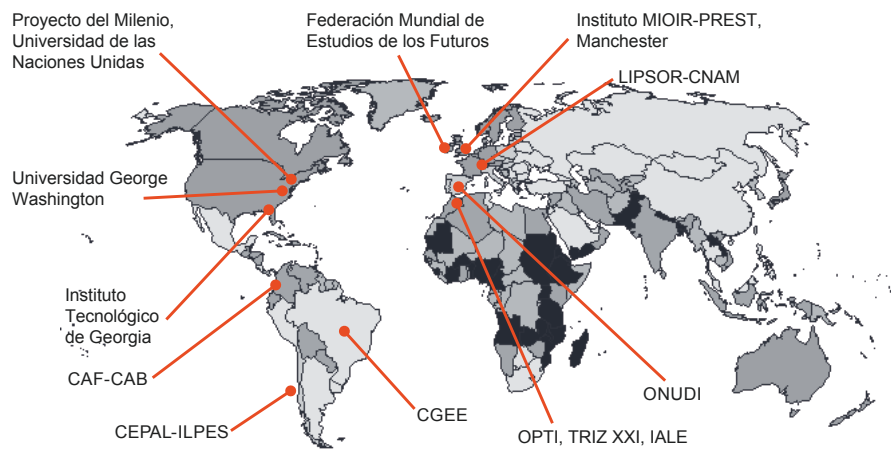 Proyecto del Milenio,
Universidad de las
Naciones Unidas
Federación Mundial de
Estudios de los Futuros
Instituto MIOIR-PREST,
Manchester
LIPSOR-CNAM
Universidad George
Washington
Instituto
Tecnológico
de Georgia
CAF-CAB
CEPAL-ILPES
CGEE
ONUDI
OPTI, TRIZ XXI, IALE